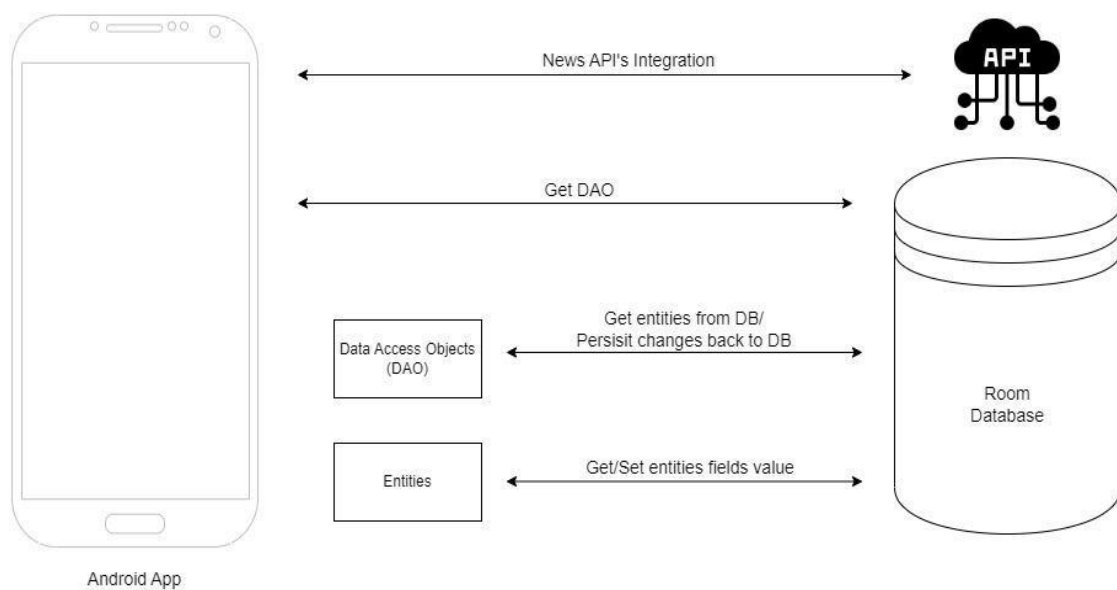 News API's Integration
API
Get DAO
Get entities from DB/
Persisit changes back to DB
Data Access Objects
(DAO)
Room
Database
Get/Set entities fields value
Entities
Android App